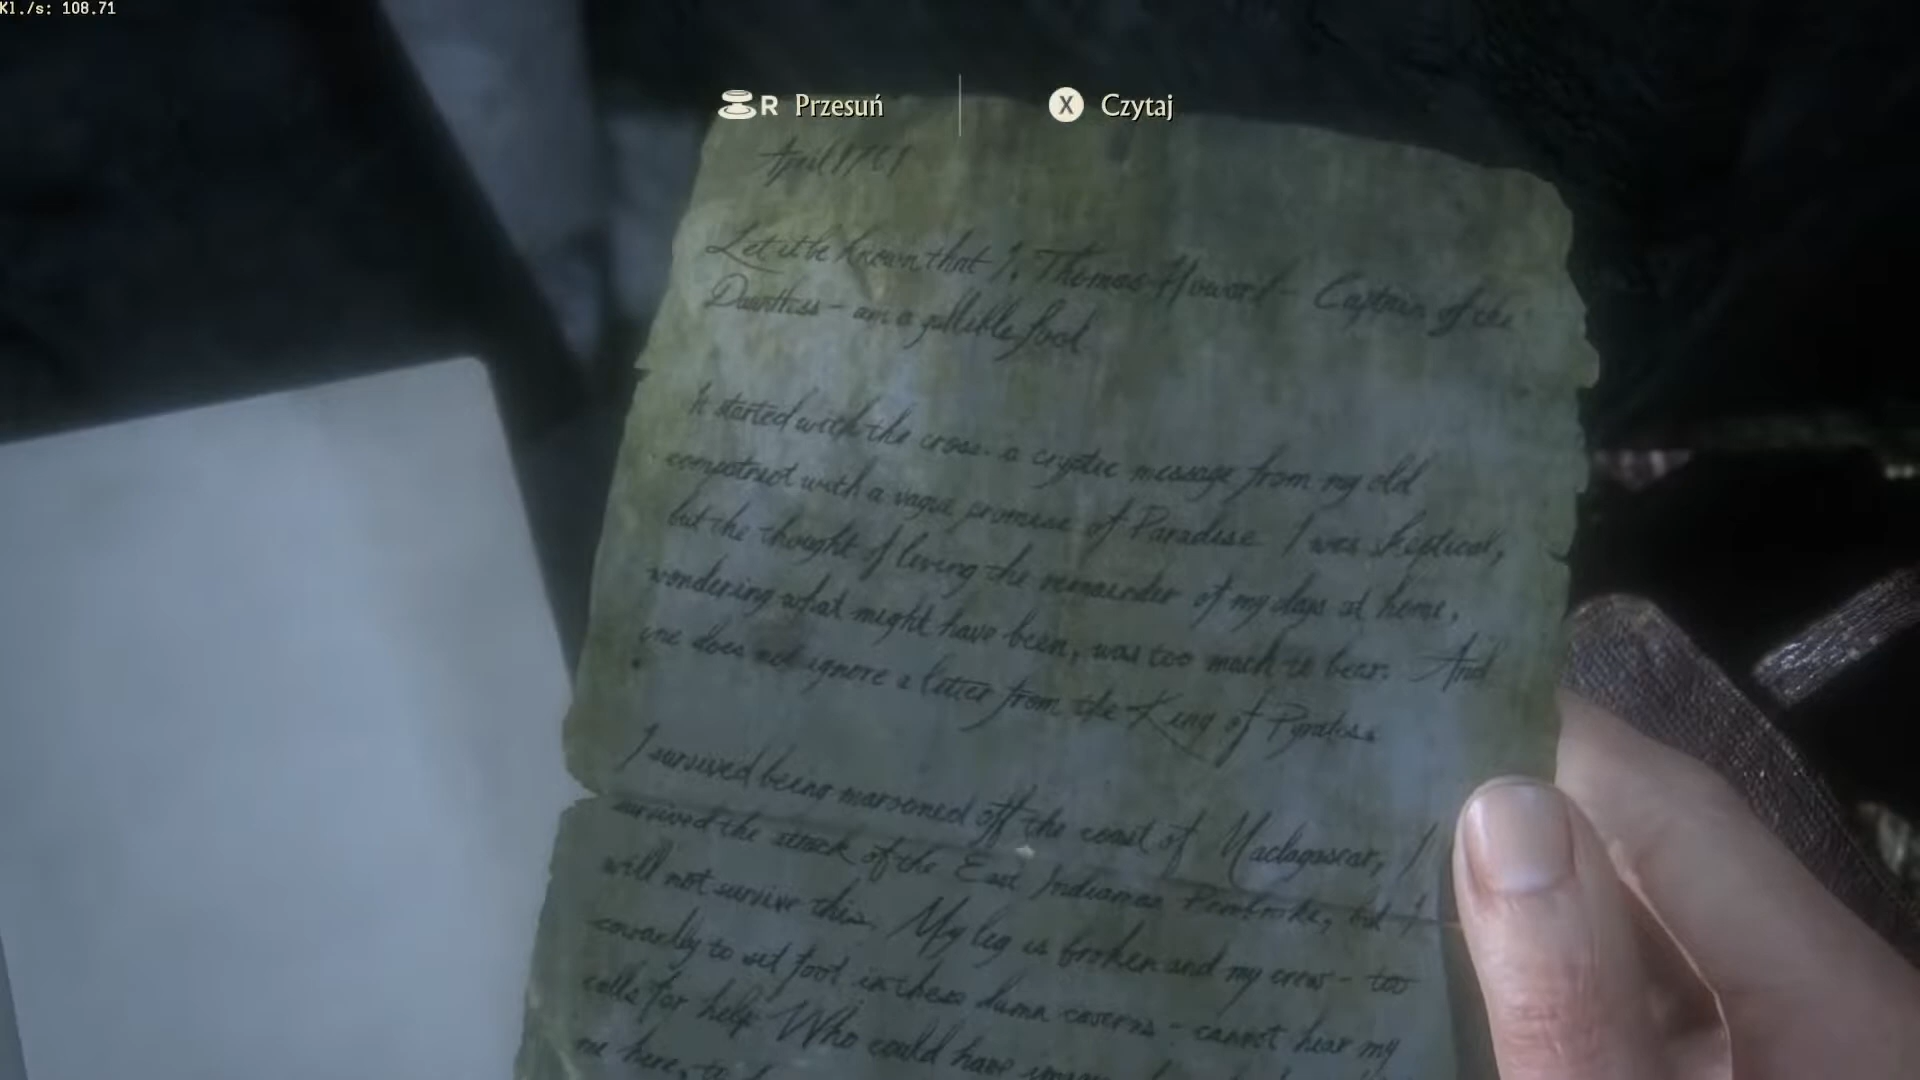 Kl./s: 108.71
R Przesuń
X Czytaj
April 1701
Let it be known that I, Thomas Howard - Captain of the
Dauntless - am a gullible fool
It started with the cross - a cryptic message from my old
compatriot with a vague promise of Paradise I was skeptical,
but the thought of living the remainder of my days at home,
wondering what might have been, was too much to bear. And
one does not ignore a letter from the King of Pirates
I survived being marooned off the coast of Madagascar, I
survived the attack of the East Indiaman Pembroke, but I
will not survive this. My leg is broken and my crew - too
cowardly to set foot in these damn caverns - cannot hear my
calls for help Who could have
me here, to